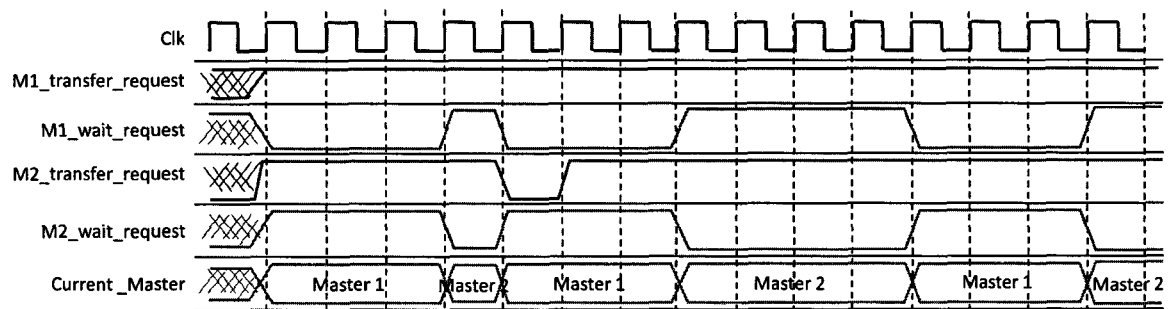 Clk
M1_transfer_request
M1_wait_request
M2_transfer_request
M2_wait_request
Current _Master
Master 1
Master 2
Master 1
Master 2
Master 1
Master 2